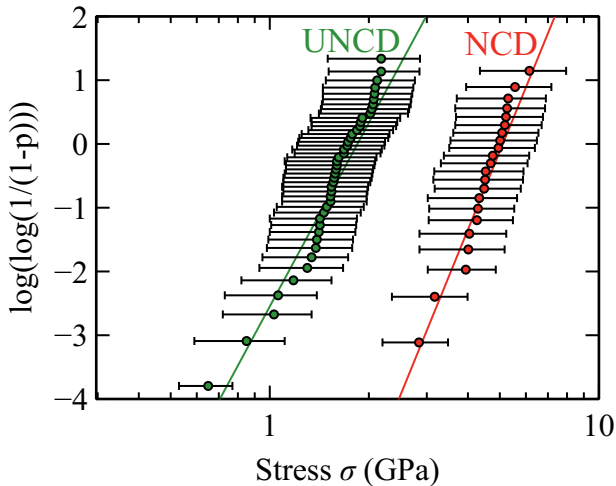 UNCD NCD
2
1
0
−1
−2
−3
−4
log(log(1/(1-p)))
1 10
Stress σ (GPa)